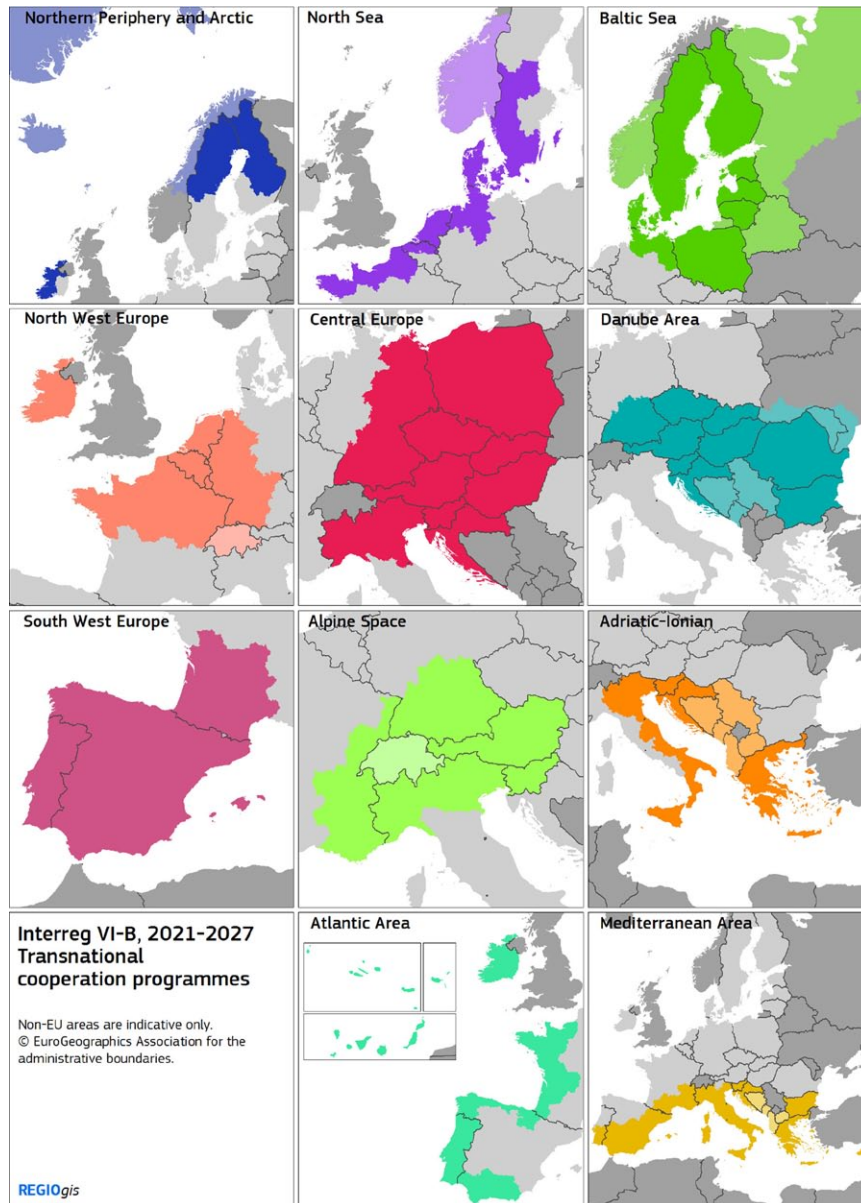 Northern Periphery and Arctic
North Sea
Baltic Sea
North West Europe
Central Europe
Danube Area
South West Europe
Alpine Space
Adriatic-Ionian
Interreg VI-B, 2021-2027
Transnational
cooperation programmes
Non-EU areas are indicative only.
© EuroGeographics Association for the
administrative boundaries.
REGIOgis
Atlantic Area
Mediterranean Area